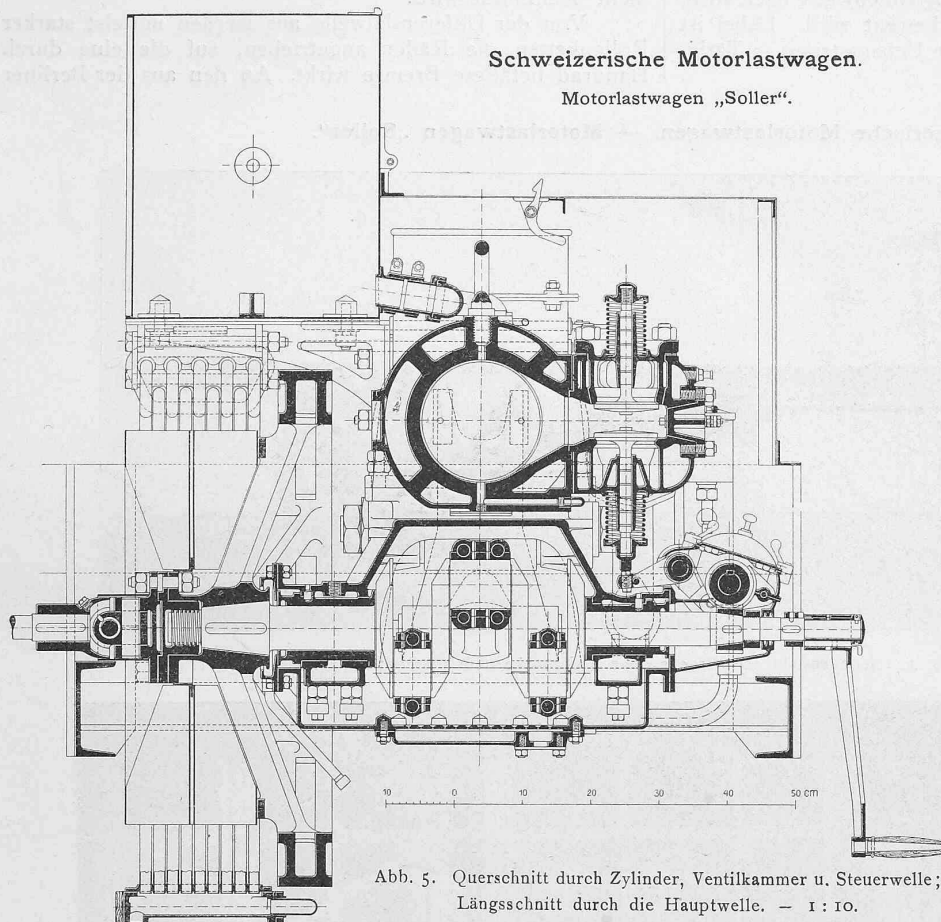 Schweizerische Motorlastwagen.
Motorlastwagen „Soller“.
10 0 10 20 30 40 50 cm
Abb. 5. Querschnitt durch Zylinder, Ventilkammer u. Steuerwelle;
Längsschnitt durch die Hauptwelle. — 1 : 10.